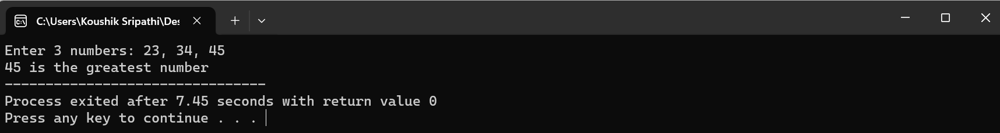 C:\Users\Koushik Sripathi\Des
Enter 3 numbers: 23, 34, 45
45 is the greatest number
--------------------------------
Process exited after 7.45 seconds with return value 0
Press any key to continue . . .